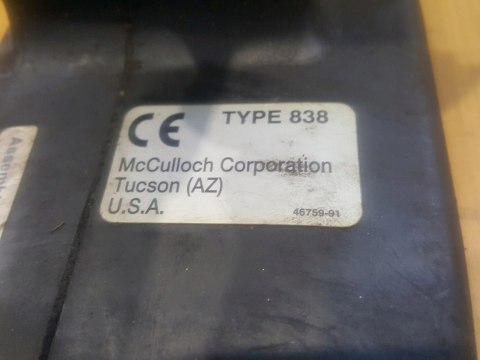 CE TYPE 838
McCulloch Corporation
Tucson (AZ)
U.S.A.
46759-91